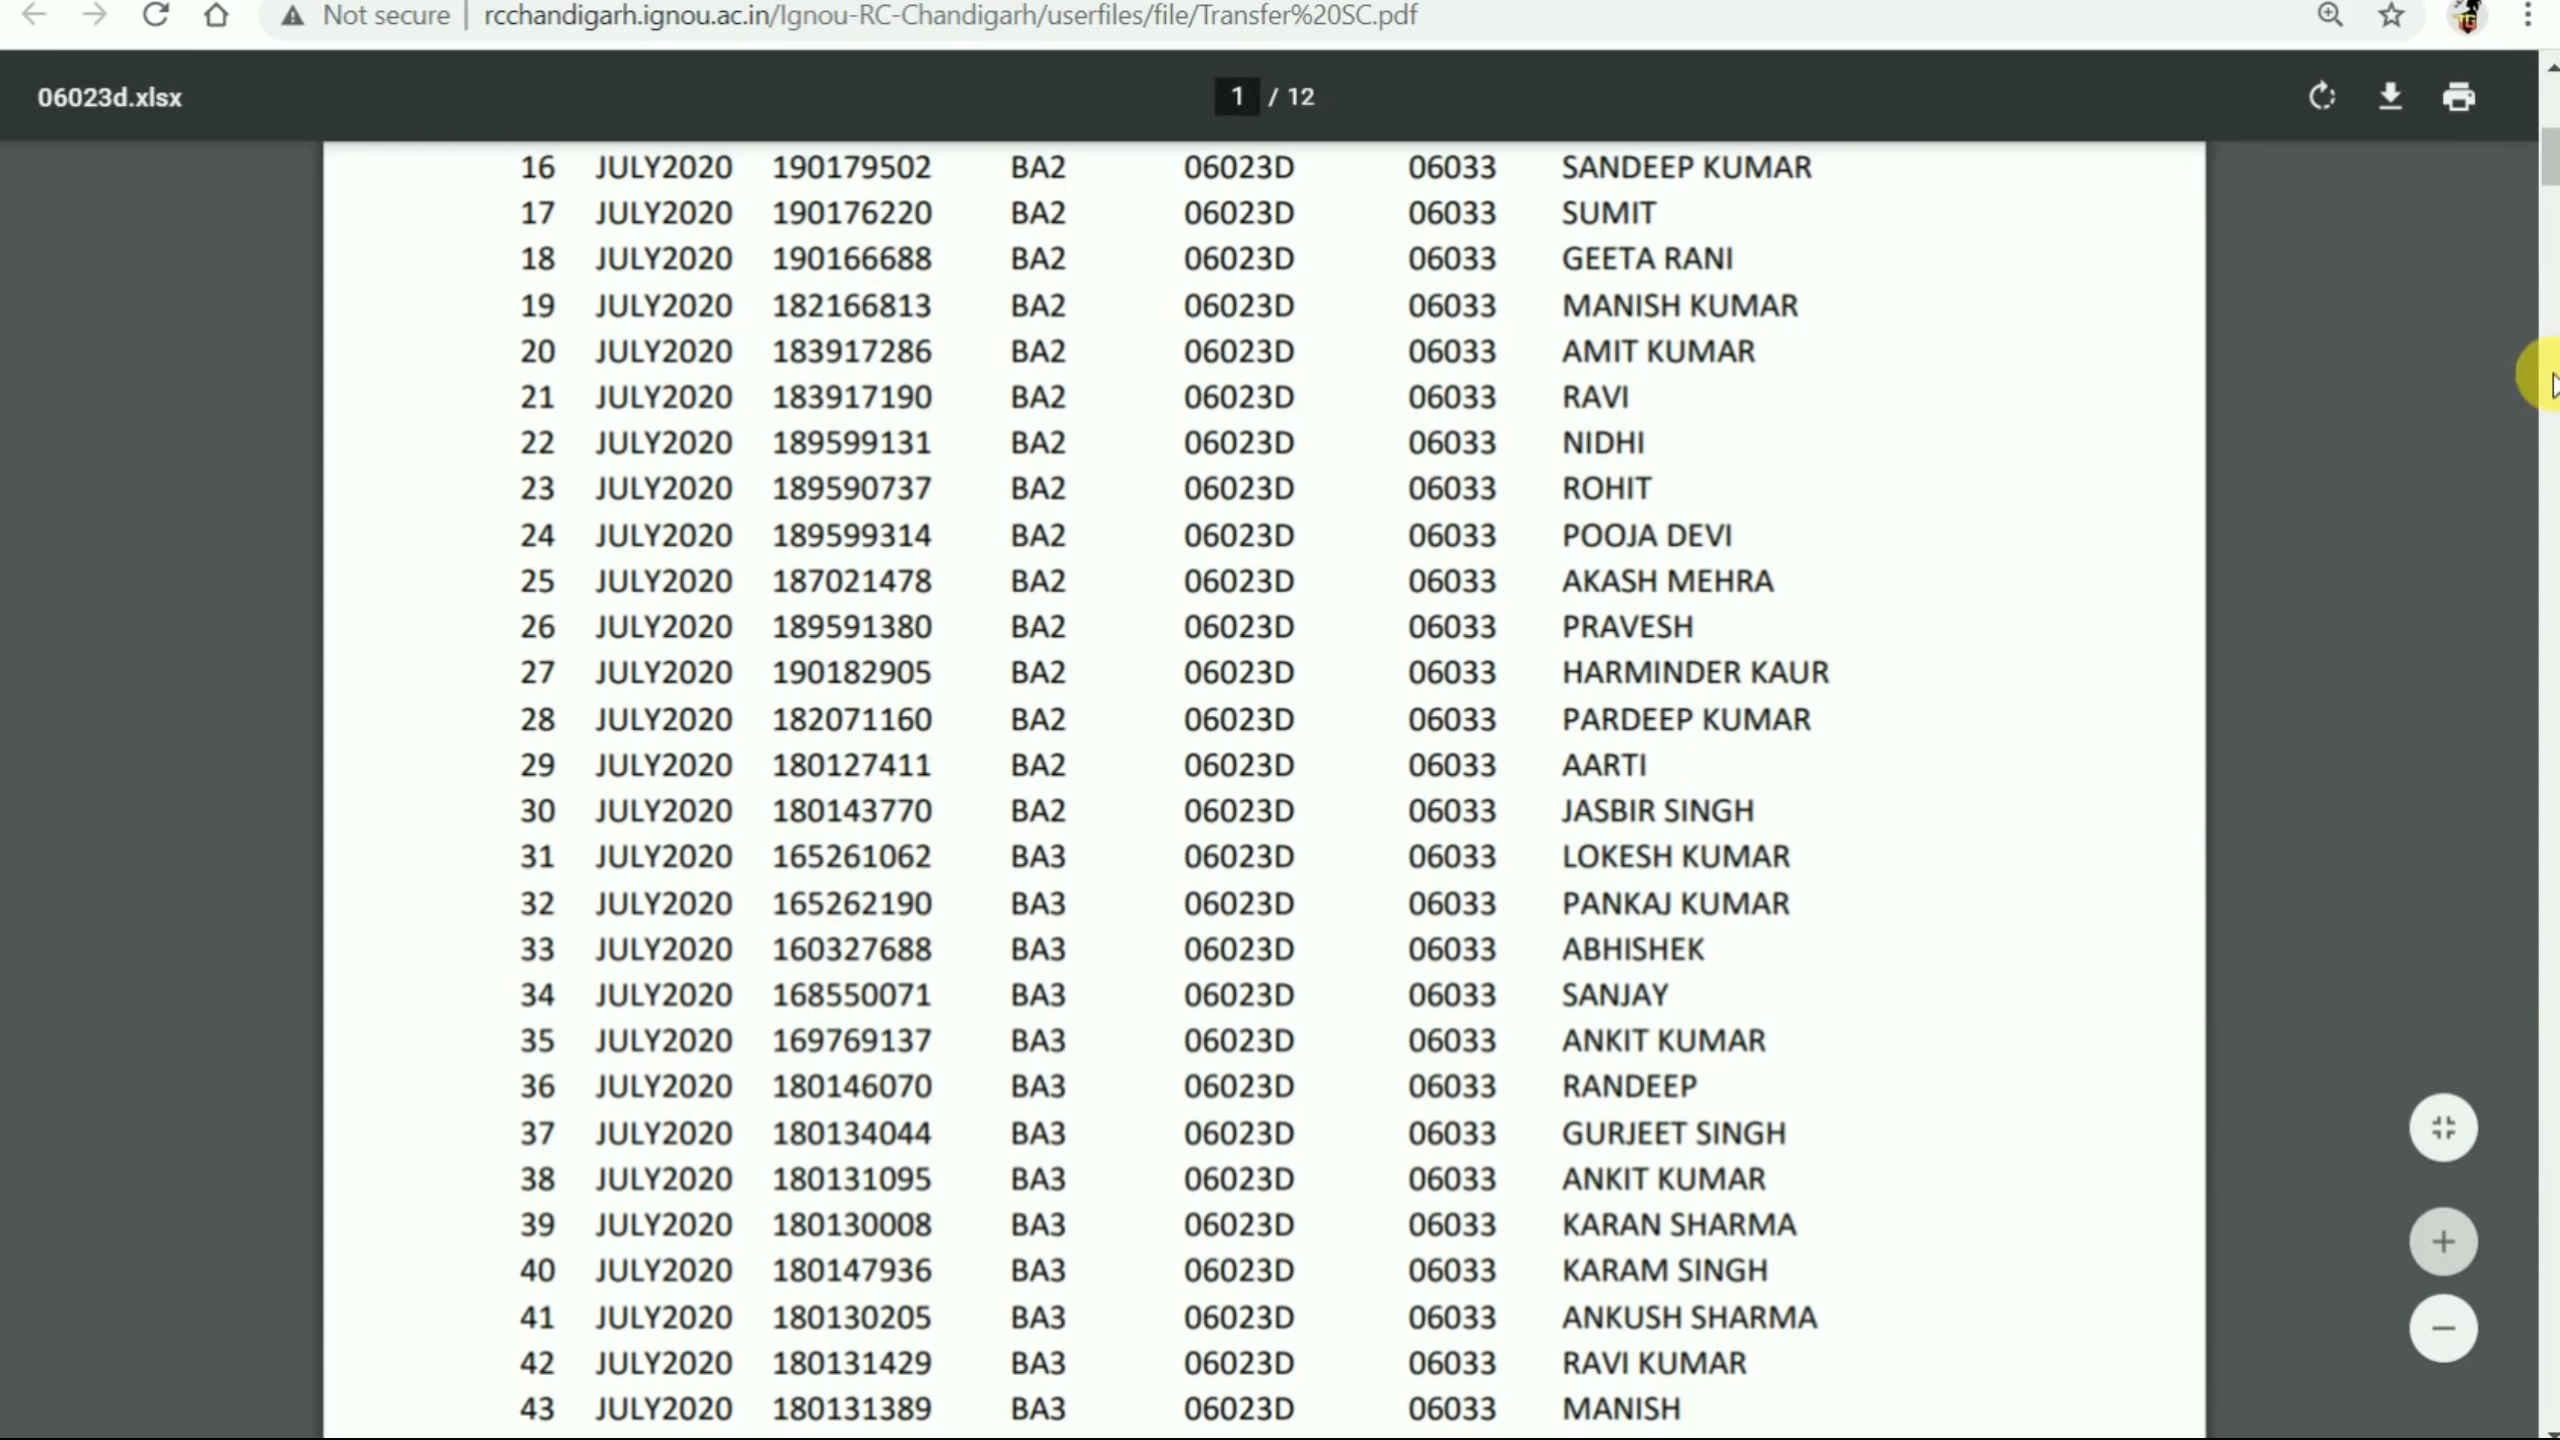 Not secure | rcchandigarh.ignou.ac.in/Ignou-RC-Chandigarh/userfiles/file/Transfer%20SC.pdf
06023d.xlsx 1 / 12
16 JULY2020 190179502 BA2 06023D 06033 SANDEEP KUMAR
17 JULY2020 190176220 BA2 06023D 06033 SUMIT
18 JULY2020 190166688 BA2 06023D 06033 GEETA RANI
19 JULY2020 182166813 BA2 06023D 06033 MANISH KUMAR
20 JULY2020 183917286 BA2 06023D 06033 AMIT KUMAR
21 JULY2020 183917190 BA2 06023D 06033 RAVI
22 JULY2020 189599131 BA2 06023D 06033 NIDHI
23 JULY2020 189590737 BA2 06023D 06033 ROHIT
24 JULY2020 189599314 BA2 06023D 06033 POOJA DEVI
25 JULY2020 187021478 BA2 06023D 06033 AKASH MEHRA
26 JULY2020 189591380 BA2 06023D 06033 PRAVESH
27 JULY2020 190182905 BA2 06023D 06033 HARMINDER KAUR
28 JULY2020 182071160 BA2 06023D 06033 PARDEEP KUMAR
29 JULY2020 180127411 BA2 06023D 06033 AARTI
30 JULY2020 180143770 BA2 06023D 06033 JASBIR SINGH
31 JULY2020 165261062 BA3 06023D 06033 LOKESH KUMAR
32 JULY2020 165262190 BA3 06023D 06033 PANKAJ KUMAR
33 JULY2020 160327688 BA3 06023D 06033 ABHISHEK
34 JULY2020 168550071 BA3 06023D 06033 SANJAY
35 JULY2020 169769137 BA3 06023D 06033 ANKIT KUMAR
36 JULY2020 180146070 BA3 06023D 06033 RANDEEP
37 JULY2020 180134044 BA3 06023D 06033 GURJEET SINGH
38 JULY2020 180131095 BA3 06023D 06033 ANKIT KUMAR
39 JULY2020 180130008 BA3 06023D 06033 KARAN SHARMA
40 JULY2020 180147936 BA3 06023D 06033 KARAM SINGH
41 JULY2020 180130205 BA3 06023D 06033 ANKUSH SHARMA
42 JULY2020 180131429 BA3 06023D 06033 RAVI KUMAR
43 JULY2020 180131389 BA3 06023D 06033 MANISH